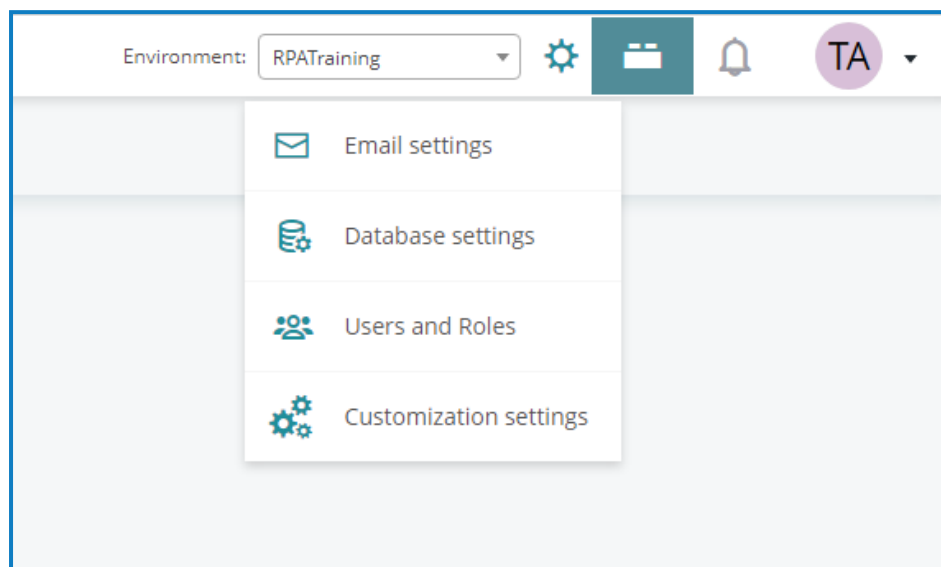 Environment: RPATraining TA
Email settings
Database settings
Users and Roles
Customization settings